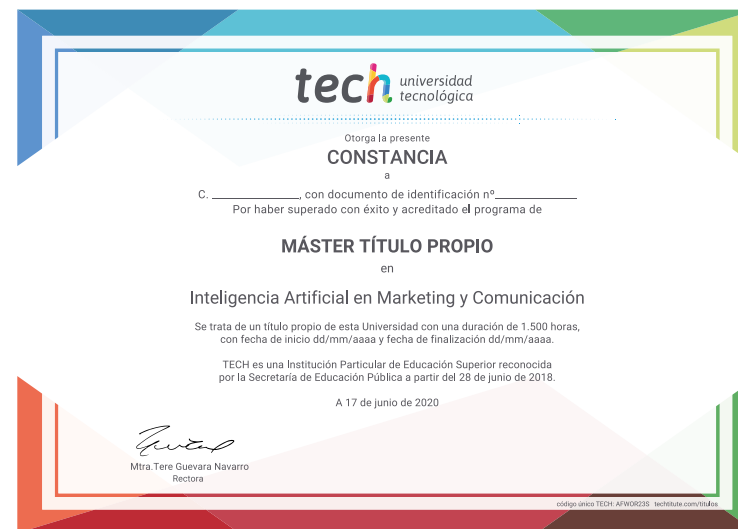 tech universidad
tecnológica
Otorga la presente
CONSTANCIA
a
C. ______________, con documento de identificación nº_____________
Por haber superado con éxito y acreditado el programa de
MÁSTER TÍTULO PROPIO
en
Inteligencia Artificial en Marketing y Comunicación
Se trata de un título propio de esta Universidad con una duración de 1.500 horas,
con fecha de inicio dd/mm/aaaa y fecha de finalización dd/mm/aaaa.
TECH es una Institución Particular de Educación Superior reconocida
por la Secretaría de Educación Pública a partir del 28 de junio de 2018.
A 17 de junio de 2020
Mtra.Tere Guevara Navarro
Rectora
código único TECH: AFWOR23S techtitute.com/titulos